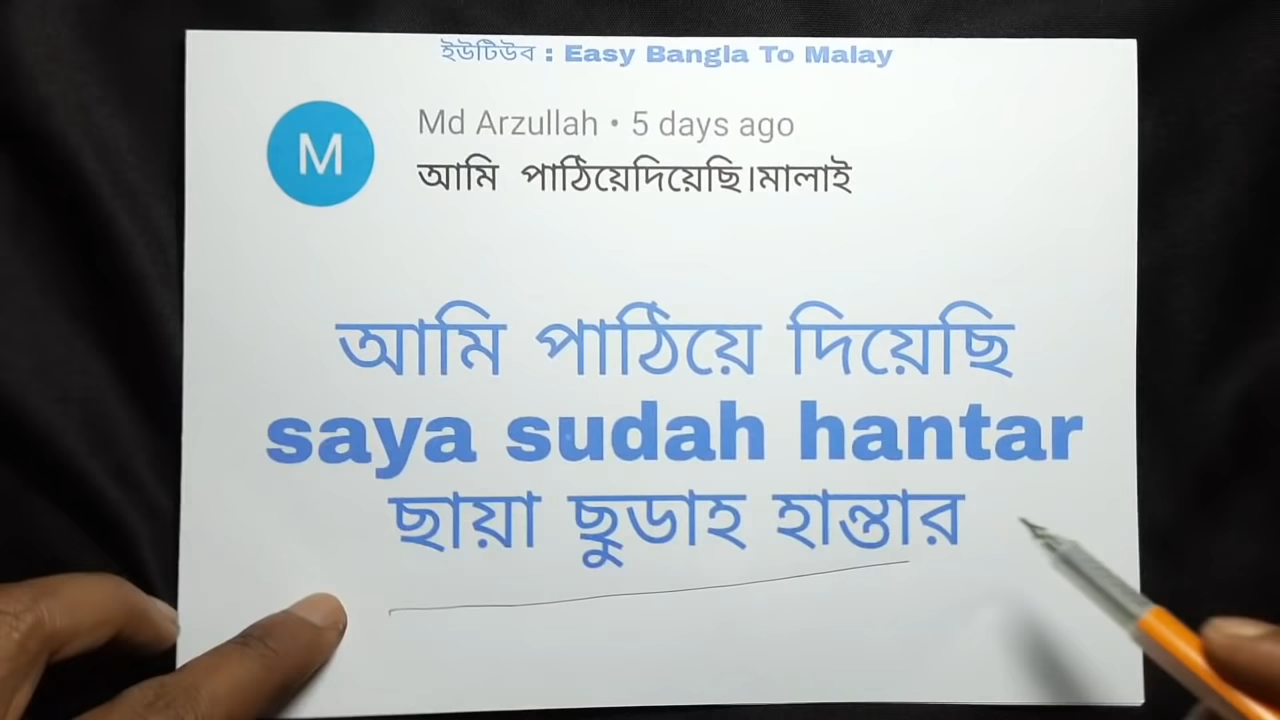 ইউটিউব : Easy Bangla To Malay
M
Md Arzullah • 5 days ago
আমি পাঠিয়েদিয়েছি।মালাই
আমি পাঠিয়ে দিয়েছি
saya sudah hantar
ছায়া ছুডাহ হান্তার